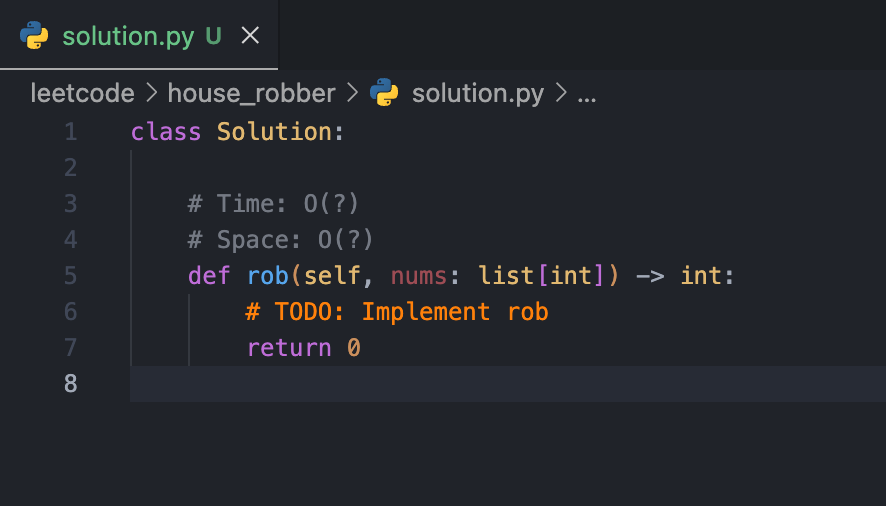 solution.py U ×
leetcode > house_robber > solution.py > ...
1 class Solution:
2
3     # Time: O(?)
4     # Space: O(?)
5     def rob(self, nums: list[int]) -> int:
6         # TODO: Implement rob
7         return 0
8